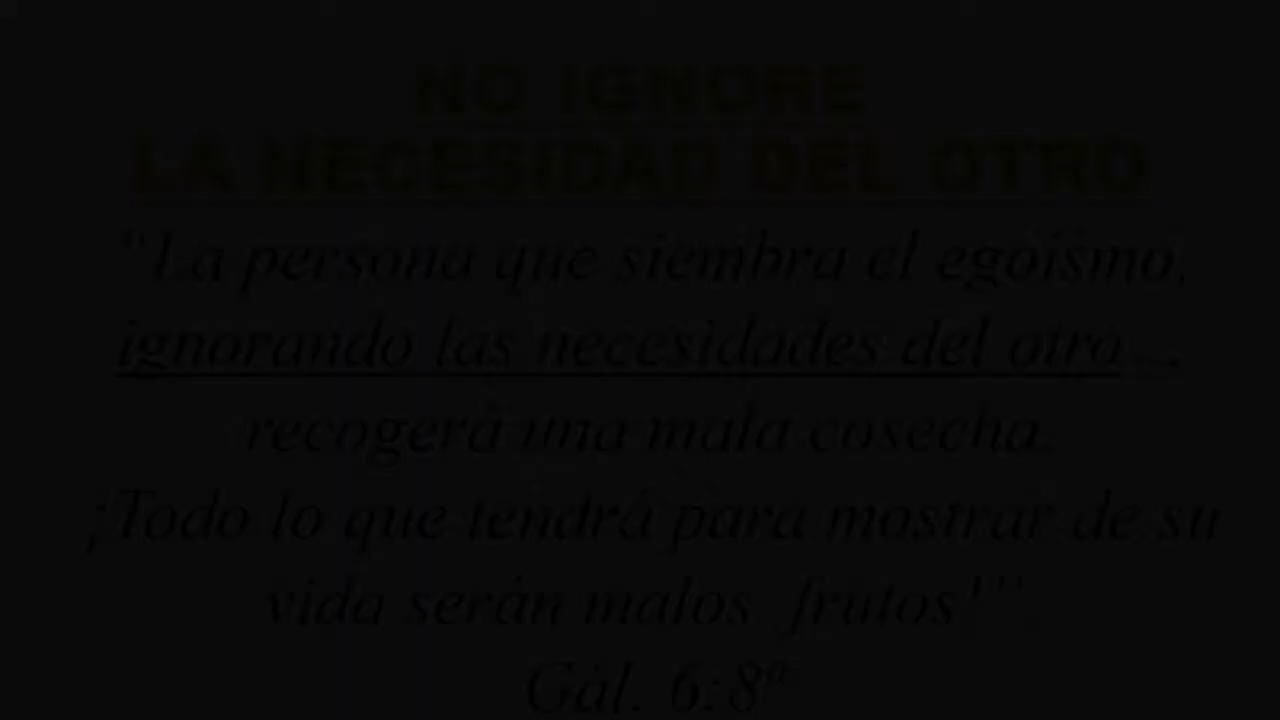 NO IGNORE
LA NECESIDAD DEL OTRO
"La persona que siembra el egoísmo,
ignorando las necesidades del otro...,
recogerá una mala cosecha.
¡Todo lo que tendrá para mostrar de su
vida serán malos frutos!"
Gál. 6:8ª